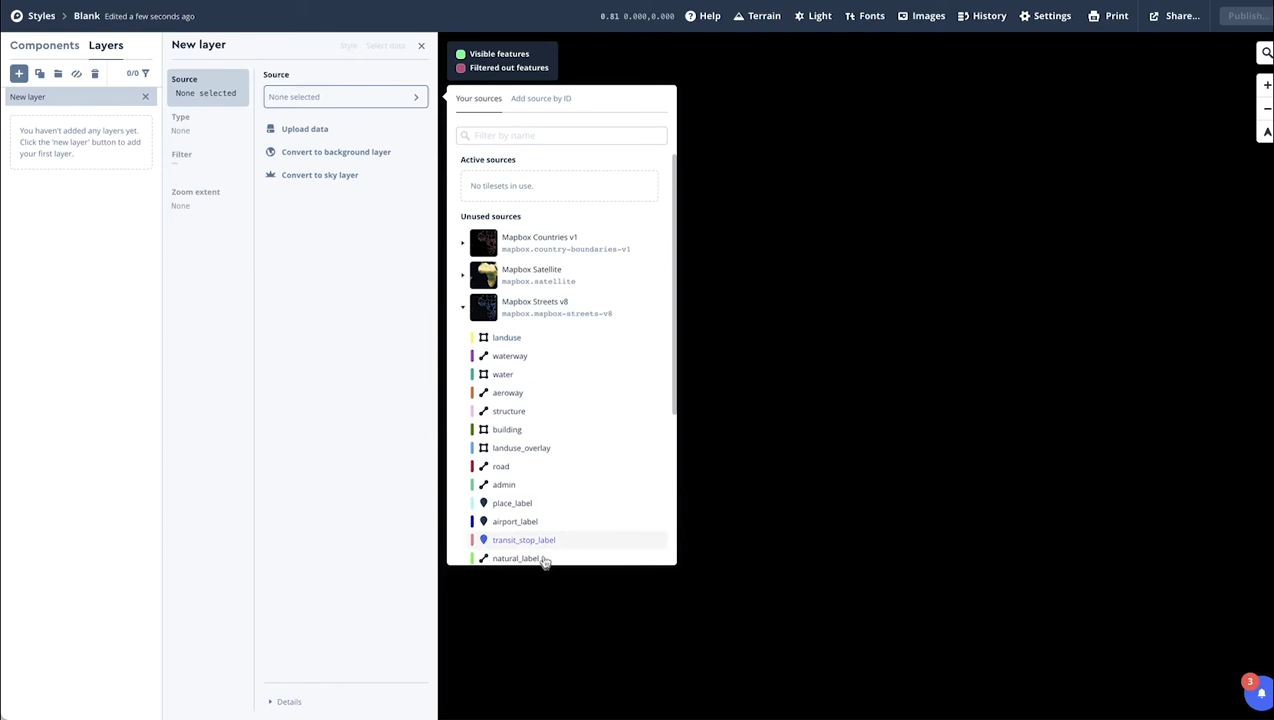 Styles > Blank Edited a few seconds ago 0.81 0.000,0.000 Help Terrain Light Fonts Images History Settings Print Share... Publish...
Components Layers
0/0
New layer
You haven't added any layers yet.
Click the 'new layer' button to add
your first layer.
New layer
Style Select data
Source
None selected
Type
None
Filter
--
Zoom extent
None
Source
None selected
Upload data
Convert to background layer
Convert to sky layer
Details
Visible features
Filtered out features
Your sources Add source by ID
Filter by name
Active sources
No tilesets in use.
Unused sources
Mapbox Countries v1
mapbox.country-boundaries-v1
Mapbox Satellite
mapbox.satellite
Mapbox Streets v8
mapbox.mapbox-streets-v8
landuse
waterway
water
aeroway
structure
building
landuse_overlay
road
admin
place_label
airport_label
transit_stop_label
natural_label
3